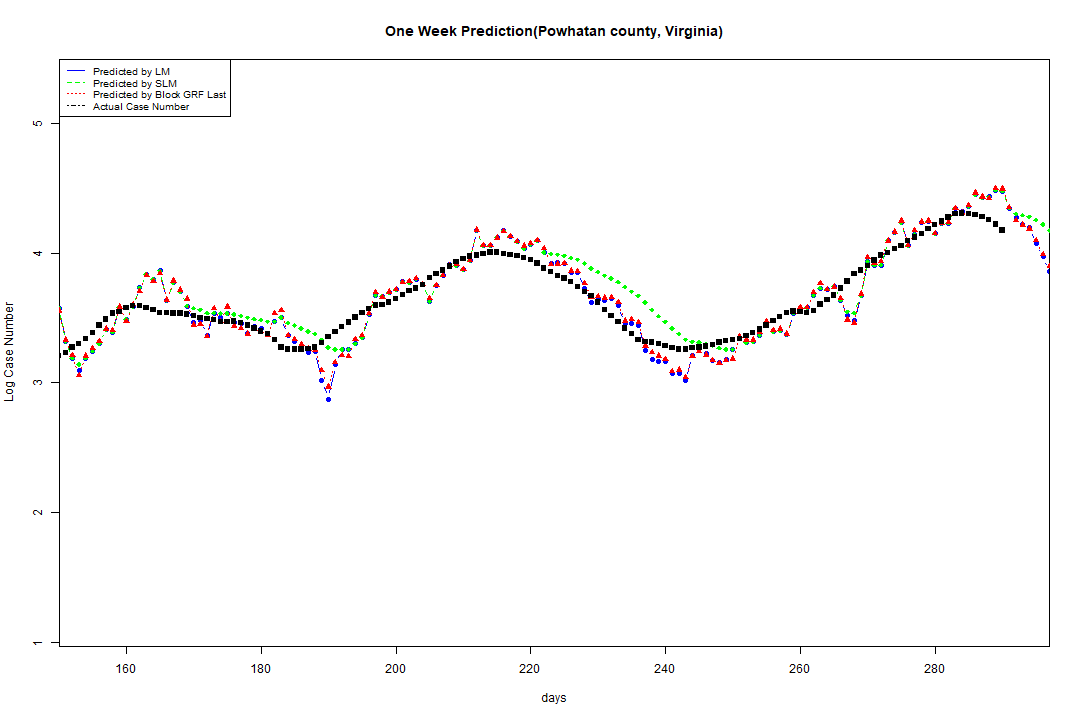 One Week Prediction(Powhatan county, Virginia)
Predicted by LM
Predicted by SLM
Predicted by Block GRF Last
Actual Case Number
5
4
3
2
1
Log Case Number
160 180 200 220 240 260 280
days